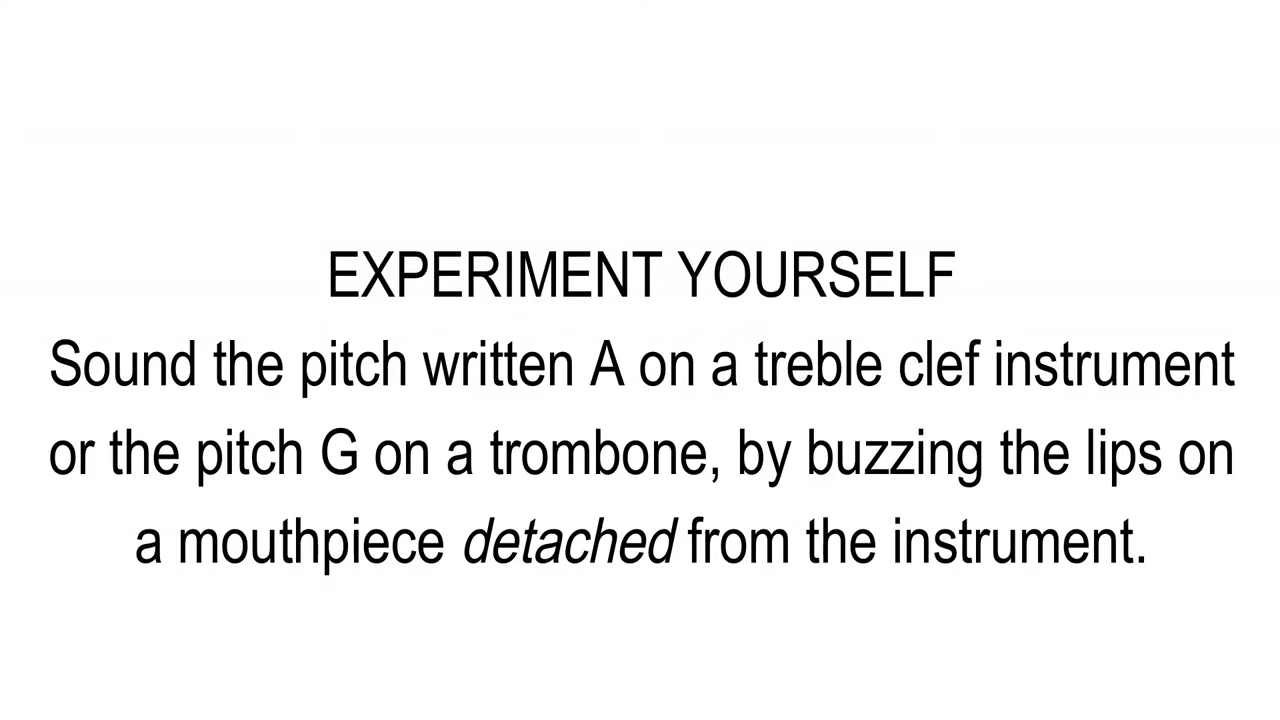 EXPERIMENT YOURSELF
Sound the pitch written A on a treble clef instrument
or the pitch G on a trombone, by buzzing the lips on
a mouthpiece detached from the instrument.